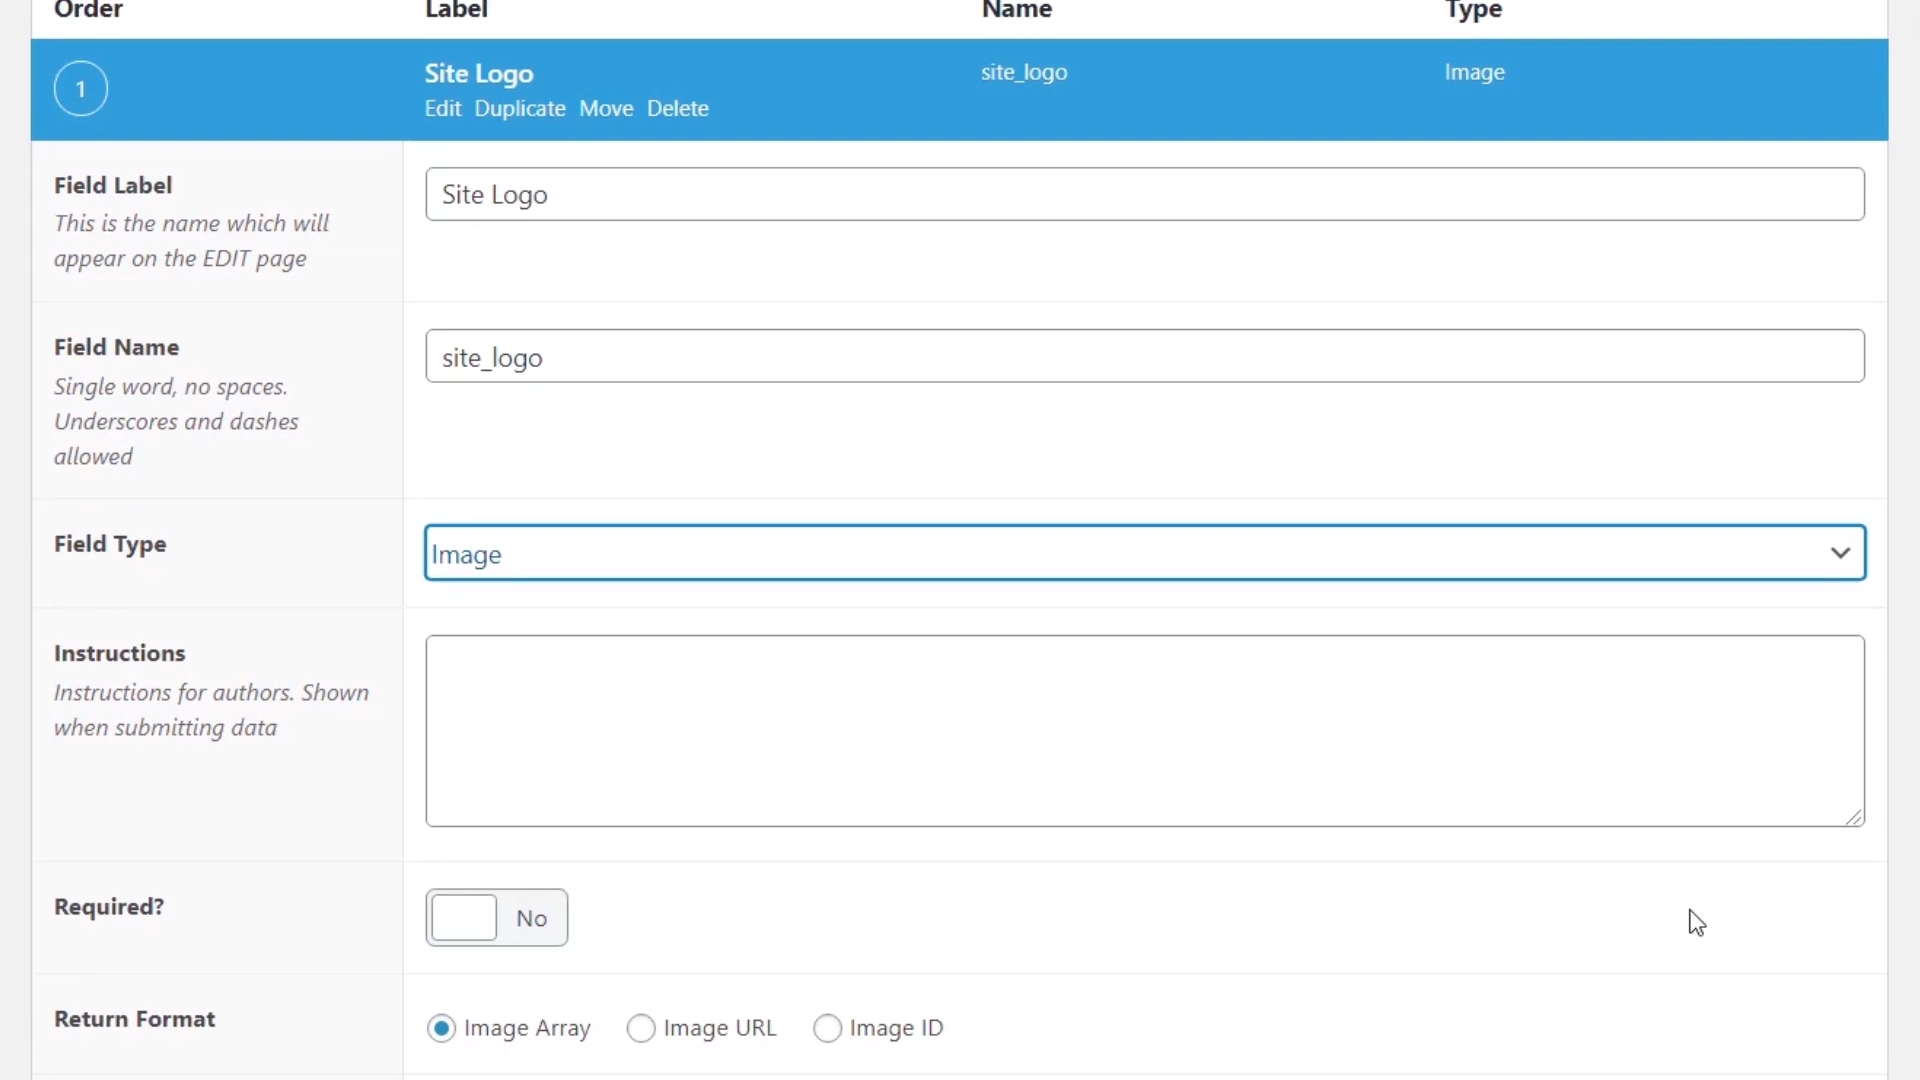 Order Label Name Type
1 Site Logo site_logo Image
Edit Duplicate Move Delete
Field Label
This is the name which will
appear on the EDIT page
Site Logo
Field Name
Single word, no spaces.
Underscores and dashes
allowed
site_logo
Field Type
Image
Instructions
Instructions for authors. Shown
when submitting data
Required?
No
Return Format
Image Array Image URL Image ID